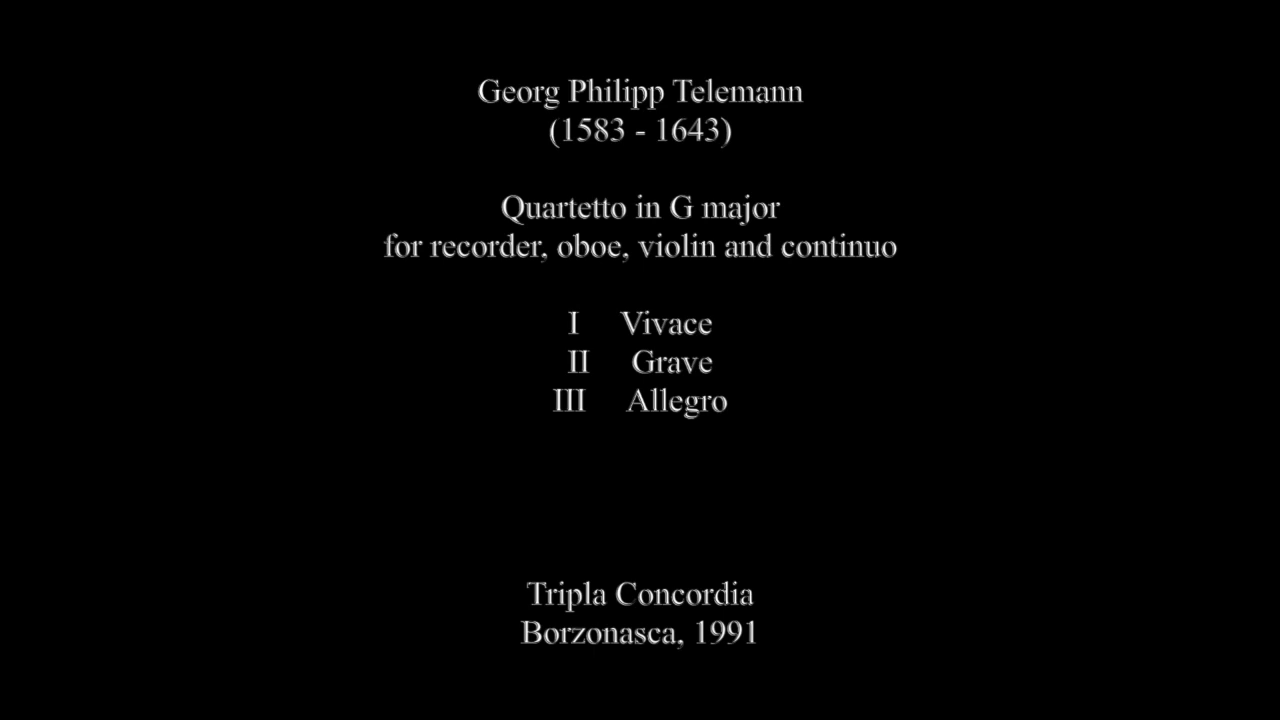 Georg Philipp Telemann
(1583 - 1643)
Quartetto in G major
for recorder, oboe, violin and continuo
I Vivace
II Grave
III Allegro
Tripla Concordia
Borzonasca, 1991